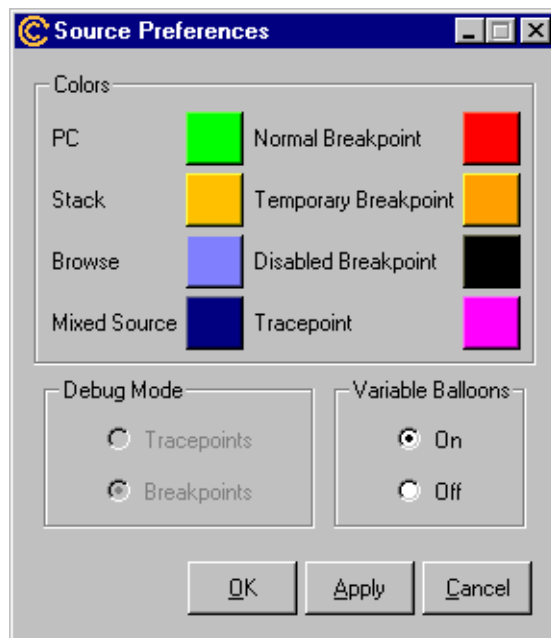 Source Preferences
Colors
PC Normal Breakpoint
Stack Temporary Breakpoint
Browse Disabled Breakpoint
Mixed Source Tracepoint
Debug Mode Variable Balloons
Tracepoints On
Breakpoints Off
OK Apply Cancel